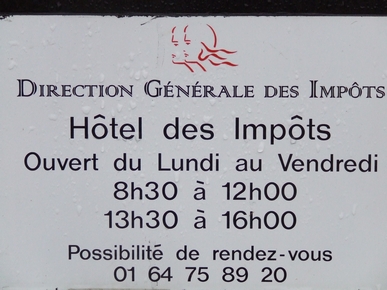 DIRECTION GÉNÉRALE DES IMPÔTS
Hôtel des Impôts
Ouvert du Lundi au Vendredi
8h30 à 12h00
13h30 à 16h00
Possibilité de rendez-vous
01 64 75 89 20